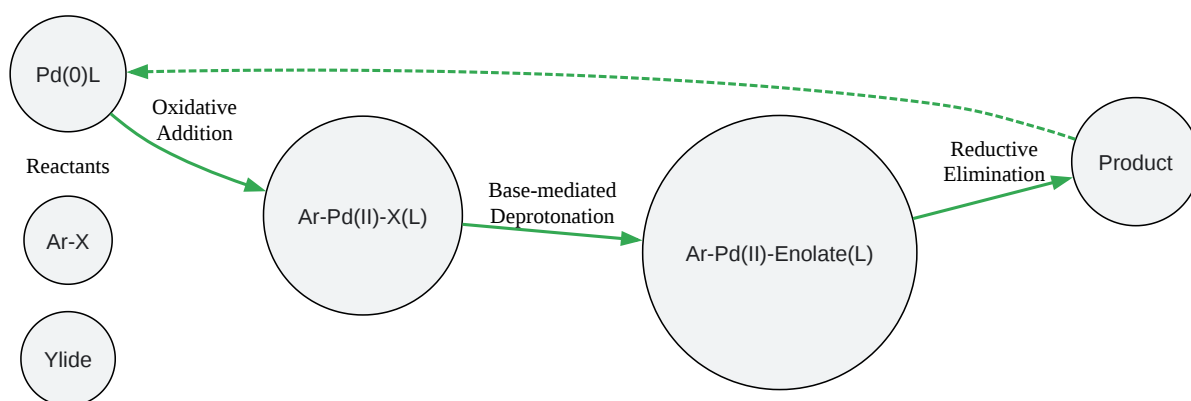 Pd(0)L
Oxidative
Addition
Reactants
Ar-X
Ylide
Ar-Pd(II)-X(L)
Base-mediated
Deprotonation
Ar-Pd(II)-Enolate(L)
Reductive
Elimination
Product